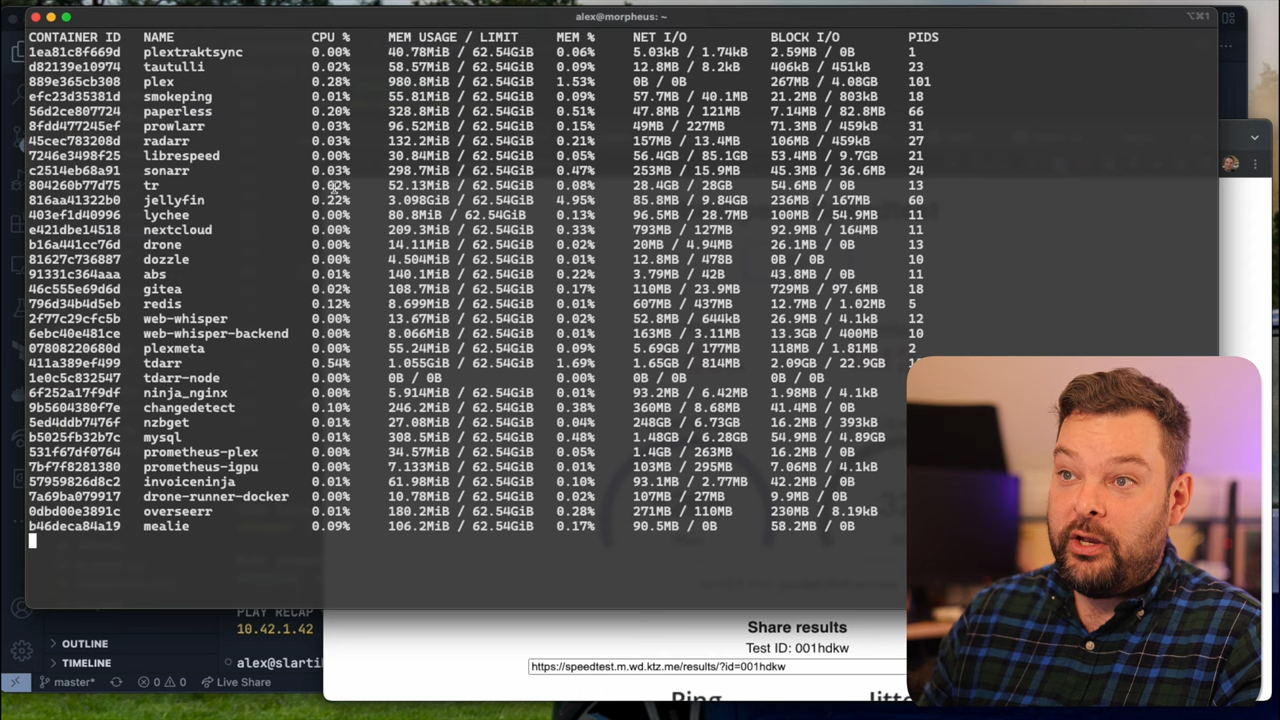 alex@morpheus: ~
⌥⌘1
CONTAINER ID NAME CPU % MEM USAGE / LIMIT MEM % NET I/O BLOCK I/O PIDS
1ea81c8f669d plextraktsync 0.00% 40.78MiB / 62.54GiB 0.06% 5.03kB / 1.74kB 2.59MB / 0B 1
d82139e10974 tautulli 0.02% 58.57MiB / 62.54GiB 0.09% 12.8MB / 8.2kB 406kB / 451kB 23
889e365cb308 plex 0.28% 980.8MiB / 62.54GiB 1.53% 0B / 0B 267MB / 4.08GB 101
efc23d35381d smokeping 0.01% 55.81MiB / 62.54GiB 0.09% 57.7MB / 40.1MB 21.2MB / 803kB 18
56d2ce807724 paperless 0.20% 328.8MiB / 62.54GiB 0.51% 47.8MB / 121MB 7.14MB / 82.8MB 66
8fdd477245ef prowlarr 0.03% 96.52MiB / 62.54GiB 0.15% 49MB / 227MB 71.3MB / 459kB 31
45cec783208d radarr 0.03% 132.2MiB / 62.54GiB 0.21% 157MB / 13.4MB 106MB / 459kB 27
7246e3498f25 librespeed 0.00% 30.84MiB / 62.54GiB 0.05% 56.4GB / 85.1GB 53.4MB / 9.7GB 21
c2514eb68a91 sonarr 0.03% 298.7MiB / 62.54GiB 0.47% 253MB / 15.9MB 45.3MB / 36.6MB 24
804260b77d75 tr 0.02% 52.13MiB / 62.54GiB 0.08% 28.4GB / 28GB 54.6MB / 0B 13
816aa41322b0 jellyfin 0.22% 3.098GiB / 62.54GiB 4.95% 85.8MB / 9.84GB 236MB / 167MB 60
403ef1d40996 lychee 0.00% 80.8MiB / 62.54GiB 0.13% 96.5MB / 28.7MB 100MB / 54.9MB 11
e421dbe14518 nextcloud 0.00% 209.3MiB / 62.54GiB 0.33% 793MB / 127MB 92.9MB / 164MB 11
b16a441cc76d drone 0.00% 14.11MiB / 62.54GiB 0.02% 20MB / 4.94MB 26.1MB / 0B 13
81627c736887 dozzle 0.00% 4.504MiB / 62.54GiB 0.01% 12.8MB / 478B 0B / 0B 10
91331c364aaa abs 0.01% 140.1MiB / 62.54GiB 0.22% 3.79MB / 42B 43.8MB / 0B 11
46c555e69d6d gitea 0.02% 108.7MiB / 62.54GiB 0.17% 110MB / 23.9MB 729MB / 97.6MB 18
796d34b4d5eb redis 0.12% 8.699MiB / 62.54GiB 0.01% 607MB / 437MB 12.7MB / 1.02MB 5
2f77c29cfc5b web-whisper 0.00% 13.67MiB / 62.54GiB 0.02% 52.8MB / 644kB 26.9MB / 4.1kB 12
6ebc40e481ce web-whisper-backend 0.00% 8.066MiB / 62.54GiB 0.01% 163MB / 3.11MB 13.3GB / 400MB 10
07808220680d plexmeta 0.00% 55.24MiB / 62.54GiB 0.09% 5.69GB / 177MB 118MB / 1.81MB 2
411a389ef499 tdarr 0.54% 1.055GiB / 62.54GiB 1.69% 1.65GB / 814MB 2.09GB / 22.9GB
1e0c5c832547 tdarr-node 0.00% 0B / 0B 0.00% 0B / 0B 0B / 0B
6f252a17f9df ninja_nginx 0.00% 5.914MiB / 62.54GiB 0.01% 93.2MB / 6.42MB 1.98MB / 4.1kB
9b5604380f7e changedetect 0.10% 246.2MiB / 62.54GiB 0.38% 360MB / 8.68MB 41.4MB / 0B
5ed4ddb7476f nzbget 0.01% 27.08MiB / 62.54GiB 0.04% 248GB / 6.73GB 16.2MB / 393kB
b5025fb32b7c mysql 0.01% 308.5MiB / 62.54GiB 0.48% 1.48GB / 6.28GB 54.9MB / 4.89GB
531f67d0764f prometheus-plex 0.00% 34.57MiB / 62.54GiB 0.05% 1.4GB / 263MB 16.2MB / 0B
7bf7f8281380 prometheus-igpu 0.00% 7.133MiB / 62.54GiB 0.01% 103MB / 295MB 7.06MB / 4.1kB
57959826d8c2 invoiceninja 0.01% 61.98MiB / 62.54GiB 0.10% 93.1MB / 2.77MB 42.2MB / 0B
7a69ba079917 drone-runner-docker 0.00% 10.78MiB / 62.54GiB 0.02% 107MB / 27MB 9.9MB / 0B
0dbd00e3891c overseerr 0.01% 180.2MiB / 62.54GiB 0.28% 271MB / 110MB 230MB / 8.19kB
b46deca84a19 mealie 0.09% 106.2MiB / 62.54GiB 0.17% 90.5MB / 0B 58.2MB / 0B
PLAY RECAP
10.42.1.42
OUTLINE
TIMELINE
alex@slarti
master* 0 0 Live Share
Share results
Test ID: 001hdkw
https://speedtest.m.wd.ktz.me/results/?id=001hdkw
Ping